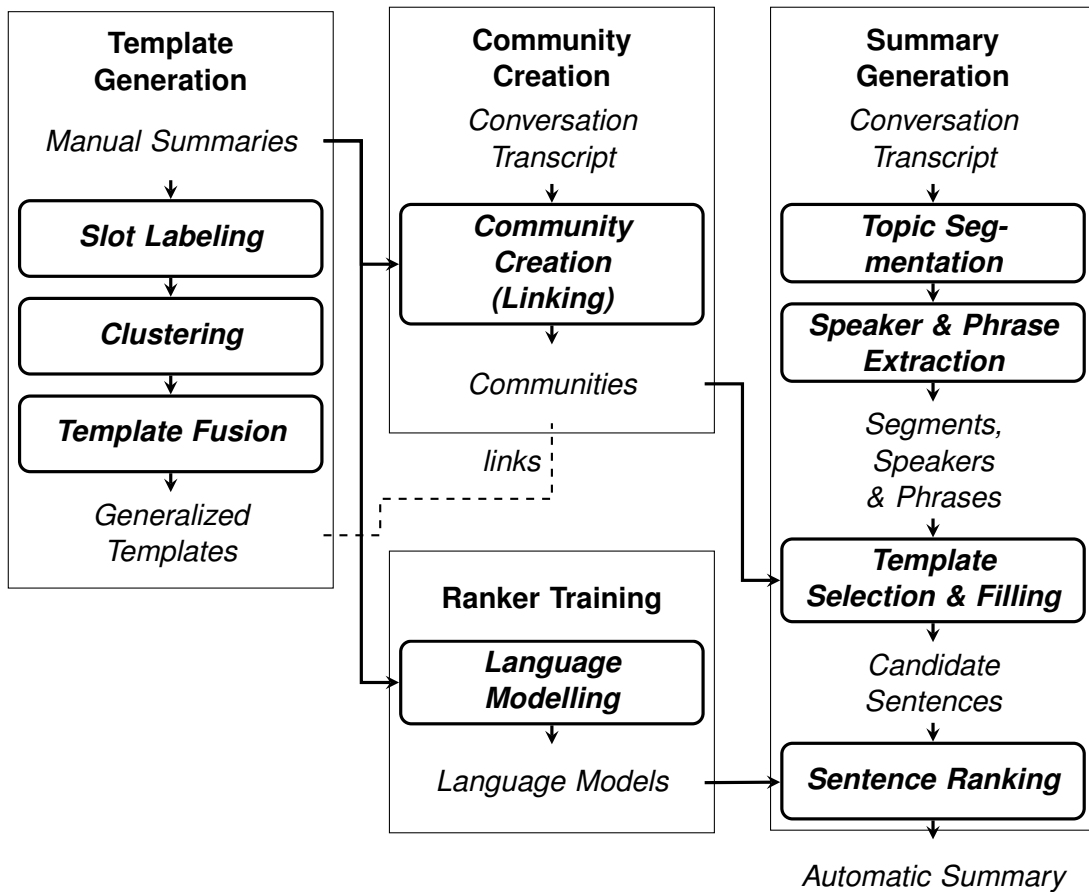 Template
Generation
Manual Summaries
Slot Labeling
Clustering
Template Fusion
Generalized
Templates
Community
Creation
Conversation
Transcript
Community
Creation
(Linking)
Communities
links
Ranker Training
Language
Modelling
Language Models
Summary
Generation
Conversation
Transcript
Topic Seg-
mentation
Speaker & Phrase
Extraction
Segments,
Speakers
& Phrases
Template
Selection & Filling
Candidate
Sentences
Sentence Ranking
Automatic Summary